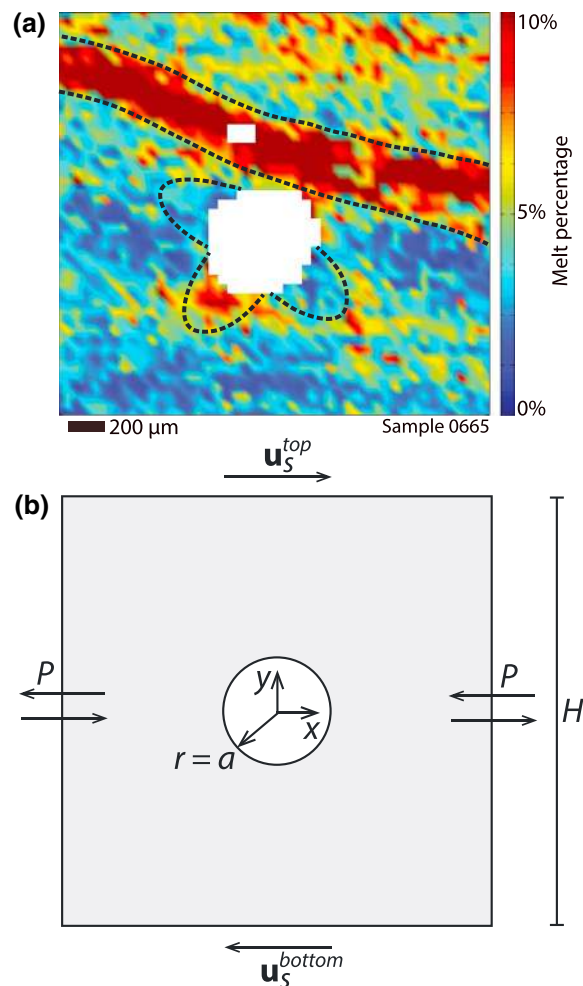 (a)
10%
5%
0%
Melt percentage
200 µm
Sample 0665
u_s^top
(b)
P
P
y
x
r = a
H
u_s^bottom